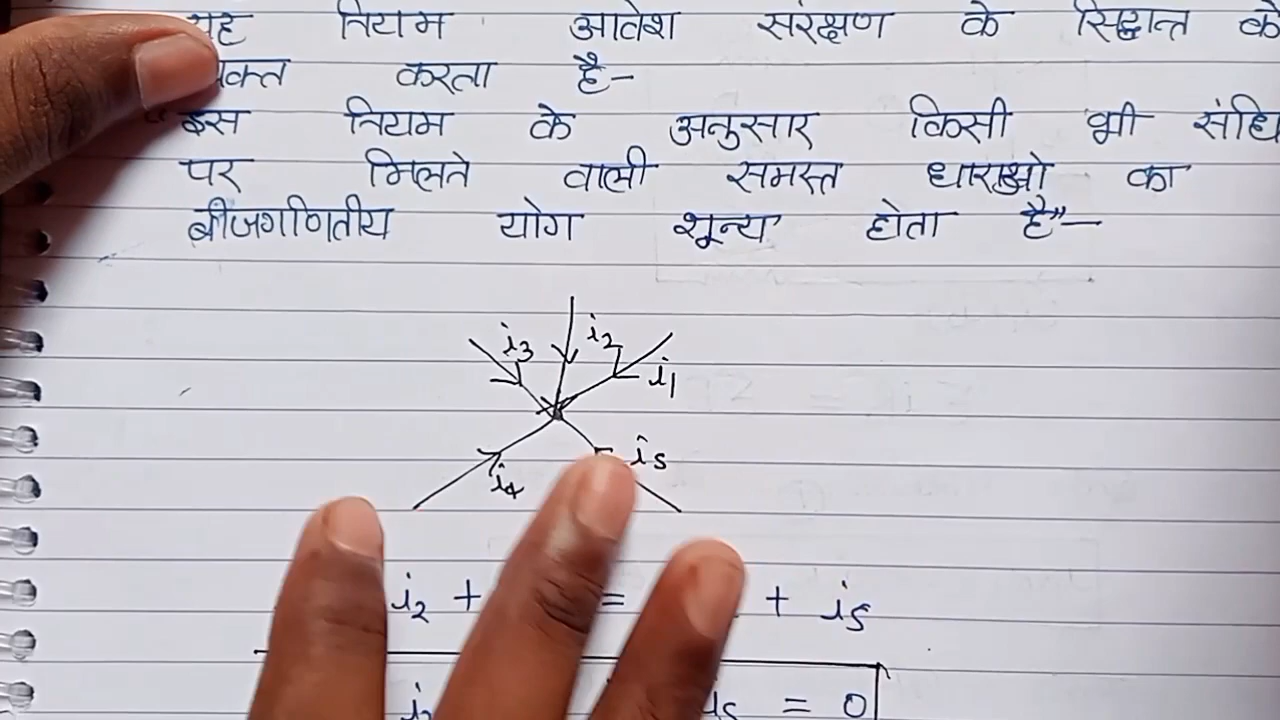 यह नियम आवेश संरक्षण के सिद्धान्त को
व्यक्त करता है-
"इस नियम के अनुसार किसी भी संधि
पर मिलने वाली समस्त धाराओ का
बीजगणितीय योग शून्य होता है"-
i3 i2 i1
i4 i5
i2 + = + i5
i5 = 0